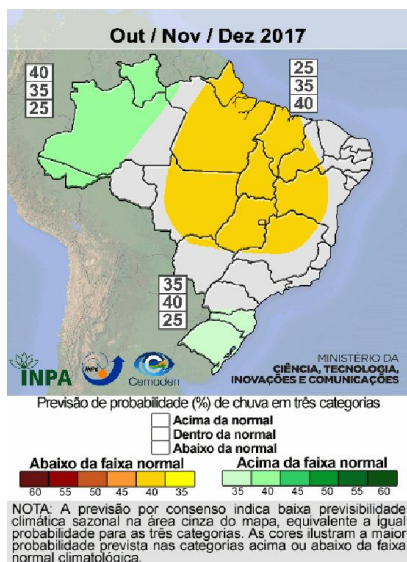 Out / Nov / Dez 2017
40
35
25
25
35
40
35
40
25
INPA
INPE
Cemaden
MINISTÉRIO DA
CIÊNCIA, TECNOLOGIA,
INOVAÇÕES E COMUNICAÇÕES
Previsão de probabilidade (%) de chuva em três categorias
Acima da normal
Dentro da normal
Abaixo da normal
Abaixo da faixa normal
Acima da faixa normal
60 55 50 45 40 35
35 40 45 50 55 60
NOTA: A previsão por consenso indica baixa previsibilidade
climática sazonal na área cinza do mapa, equivalente a igual
probabilidade para as três categorias. As cores ilustram a maior
probabilidade prevista nas categorias acima ou abaixo da faixa
normal climatológica.